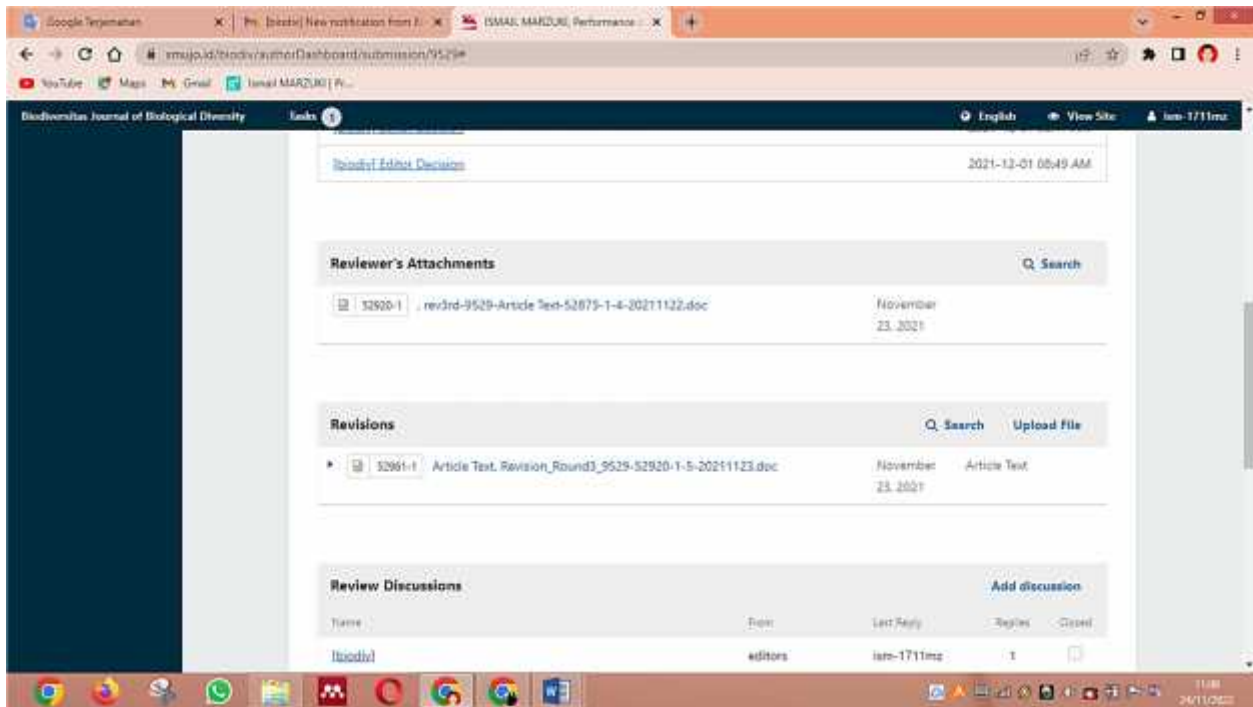 Google Terjemahan
ISMAIL MARZUKI, Performance
smujo.id/biodiv/authorDashboard/submission/9529#
YouTube Maps Gmail Ismail MARZUKI | Pr...
Biodiversitas Journal of Biological Diversity Tasks 1 English View Site ism-1711mz
[biodiv] Editor Decision 2021-12-01 08:49 AM
Reviewer's Attachments Search
52920-1 , rev3rd-9529-Article Text-52875-1-4-20211122.doc November
23, 2021
Revisions Search Upload File
52961-1 Article Text, Revision_Round3_9529-52920-1-5-20211123.doc November Article Text
23, 2021
Review Discussions Add discussion
Name From Last Reply Replies Closed
[biodiv] editors ism-1711mz 1